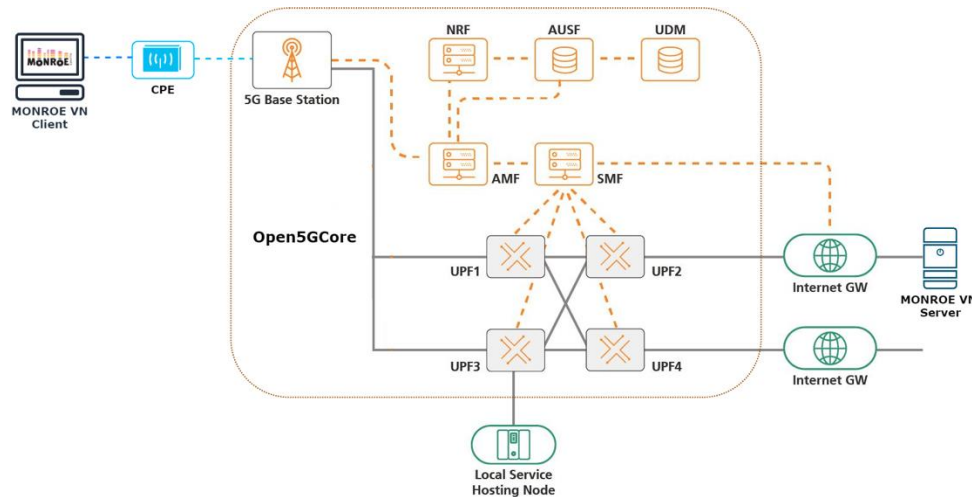 NRF
AUSF
UDM
MONROE
CPE
5G Base Station
MONROE VN
Client
AMF
SMF
Open5GCore
UPF1
UPF2
Internet GW
MONROE VN
Server
UPF3
UPF4
Internet GW
Local Service
Hosting Node